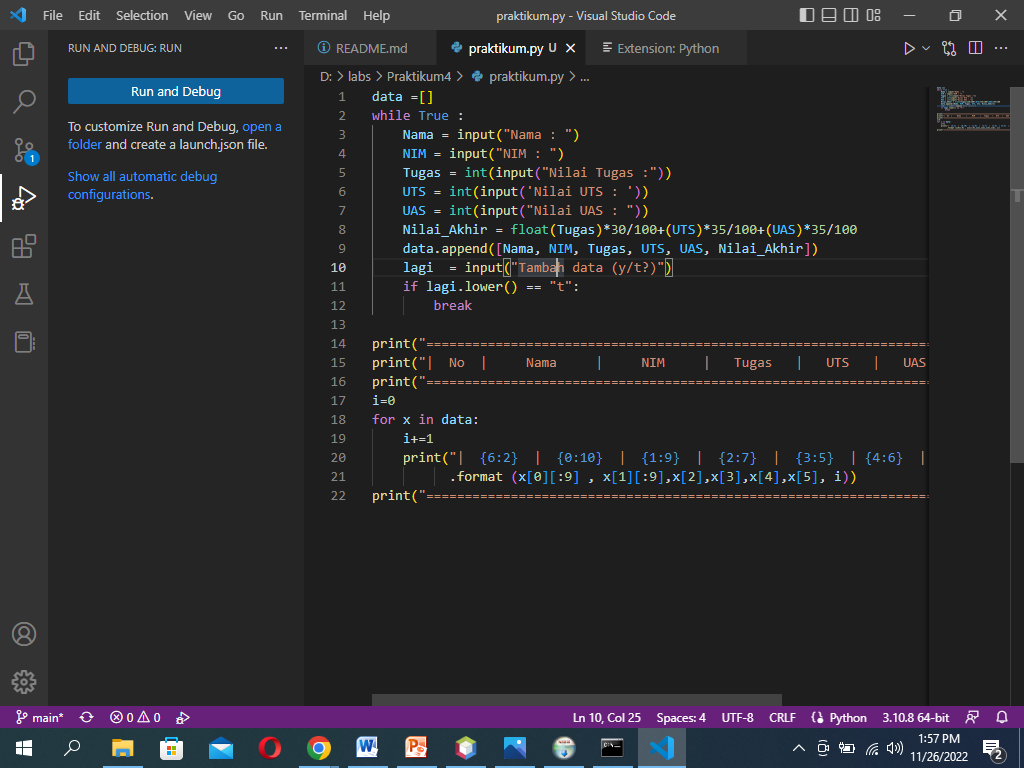 File Edit Selection View Go Run Terminal Help praktikum.py - Visual Studio Code
RUN AND DEBUG: RUN
Run and Debug
To customize Run and Debug, open a
folder and create a launch.json file.
Show all automatic debug
configurations.
README.md praktikum.py U Extension: Python
D: > labs > Praktikum4 > praktikum.py > ...
1 data =[]
2 while True :
3 Nama = input("Nama : ")
4 NIM = input("NIM : ")
5 Tugas = int(input("Nilai Tugas :"))
6 UTS = int(input('Nilai UTS : '))
7 UAS = int(input("Nilai UAS : "))
8 Nilai_Akhir = float(Tugas)*30/100+(UTS)*35/100+(UAS)*35/100
9 data.append([Nama, NIM, Tugas, UTS, UAS, Nilai_Akhir])
10 lagi = input("Tambah data (y/t?)")
11 if lagi.lower() == "t":
12 break
13
14 print("=================================================================
15 print("| No | Nama | NIM | Tugas | UTS | UAS
16 print("=================================================================
17 i=0
18 for x in data:
19 i+=1
20 print("| {6:2} | {0:10} | {1:9} | {2:7} | {3:5} | {4:6} |
21 .format (x[0][:9] , x[1][:9],x[2],x[3],x[4],x[5], i))
22 print("=================================================================
main* 0 0 Ln 10, Col 25 Spaces: 4 UTF-8 CRLF Python 3.10.8 64-bit
1:57 PM
11/26/2022
2